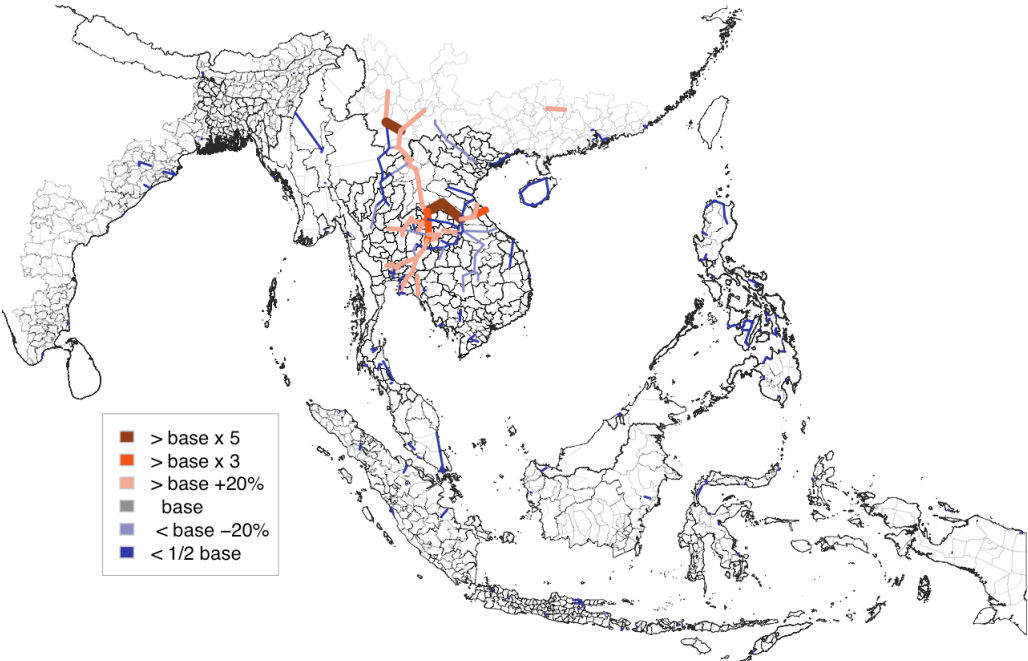 > base x 5
> base x 3
> base +20%
base
< base −20%
< 1/2 base